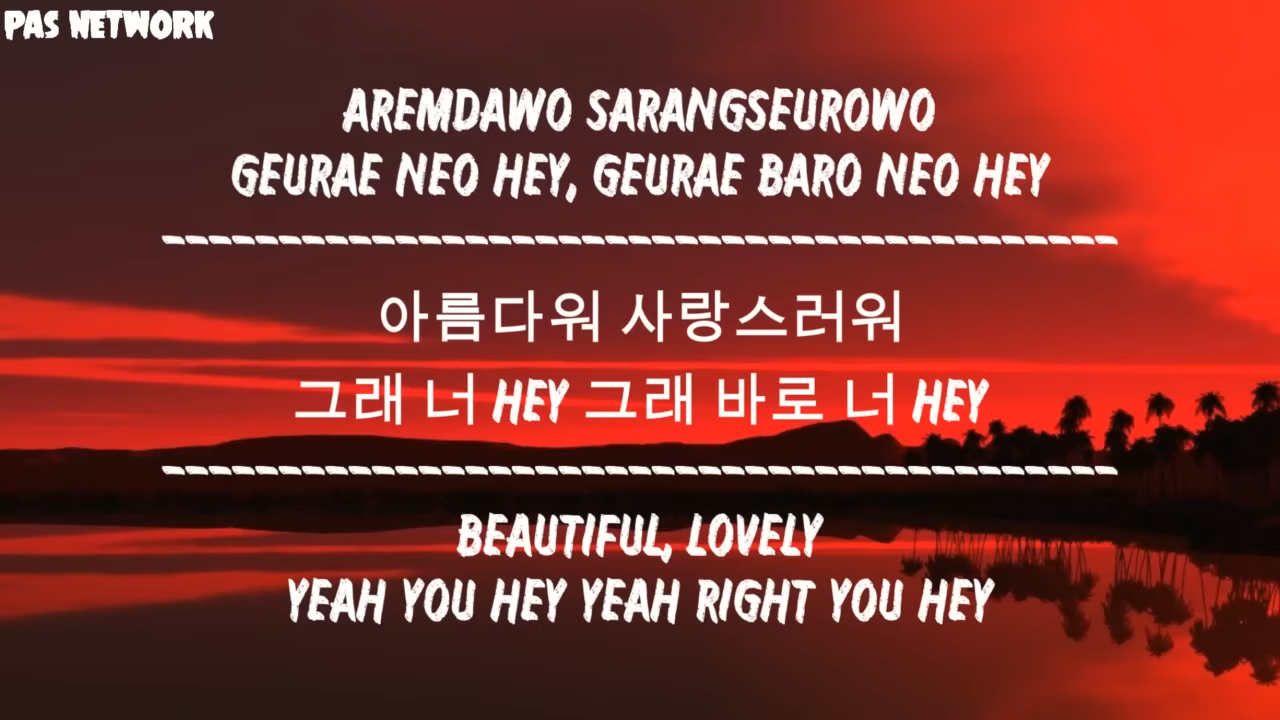 PAS NETWORK
AREMDAWO SARANGSEUROWO
GEURAE NEO HEY, GEURAE BARO NEO HEY
아름다워 사랑스러워
그래 너 HEY 그래 바로 너 HEY
BEAUTIFUL, LOVELY
YEAH YOU HEY YEAH RIGHT YOU HEY